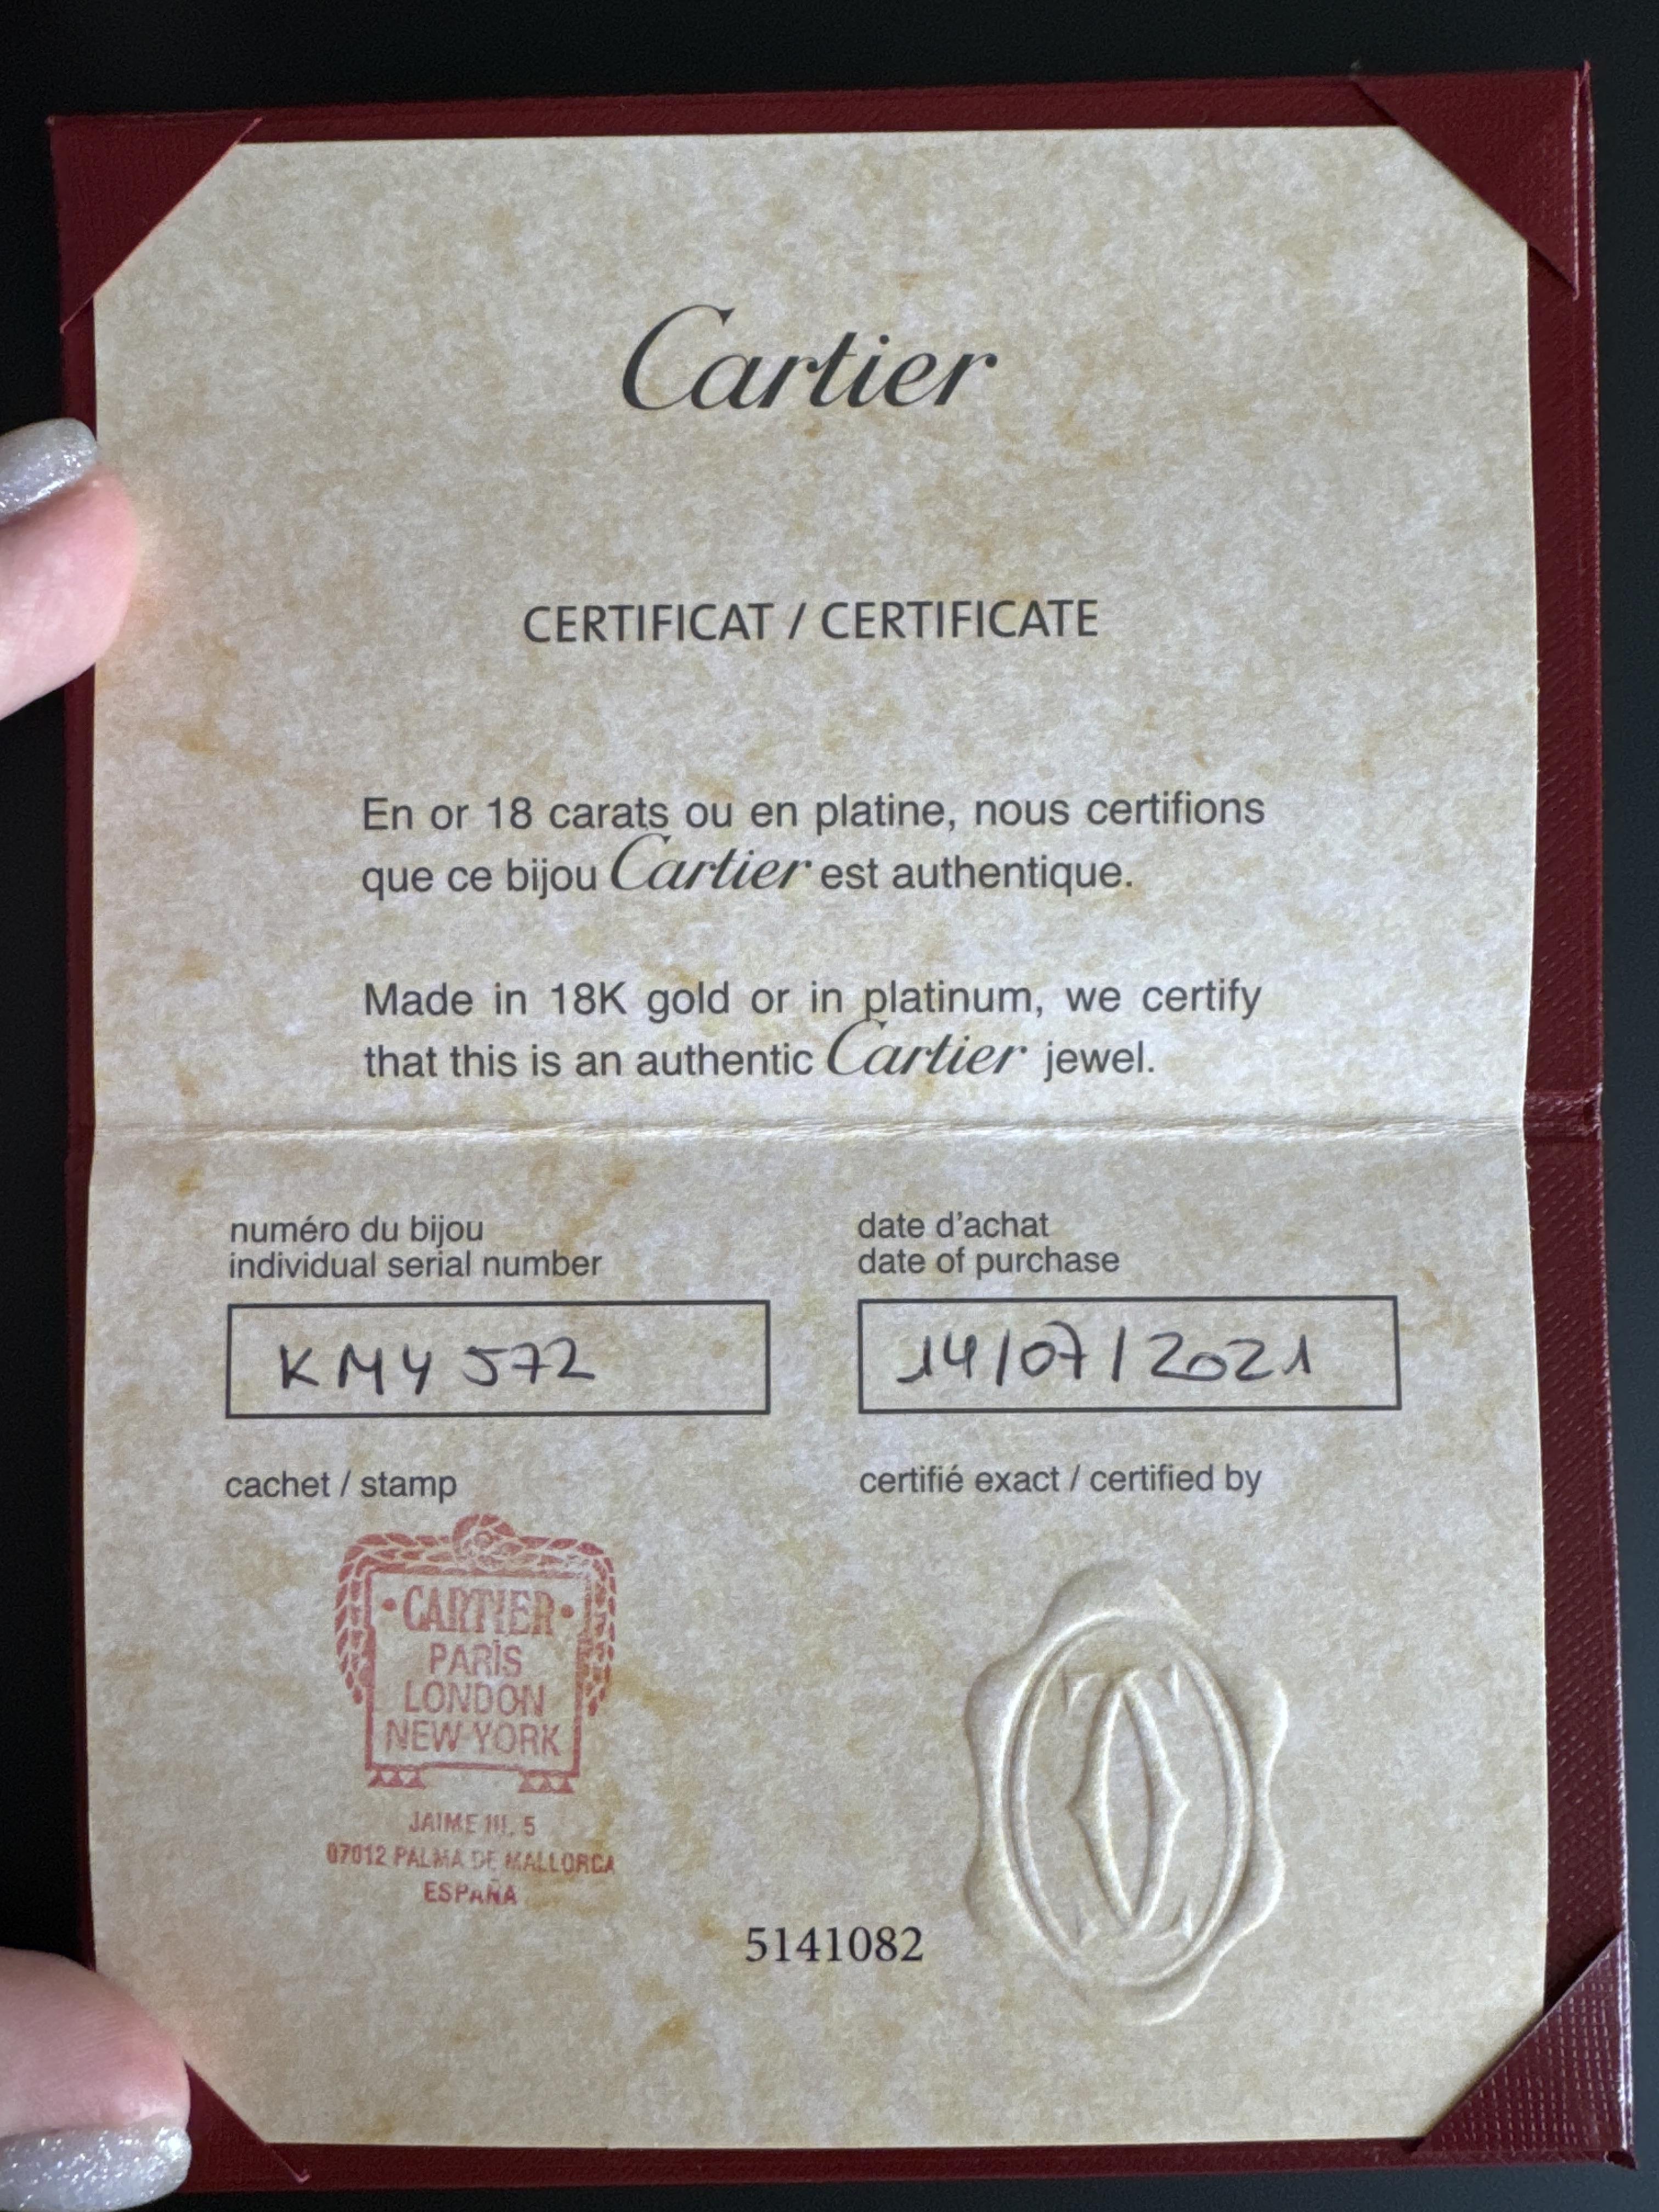 Cartier
CERTIFICAT / CERTIFICATE
En or 18 carats ou en platine, nous certifions
que ce bijou Cartier est authentique.
Made in 18K gold or in platinum, we certify
that this is an authentic Cartier jewel.
numéro du bijou
individual serial number
KMY572
date d'achat
date of purchase
14/07/2021
cachet / stamp
certifié exact / certified by
• CARTIER •
PARIS
LONDON
NEW-YORK
JAIME III, 5
07012 PALMA DE MALLORCA
ESPAÑA
5141082